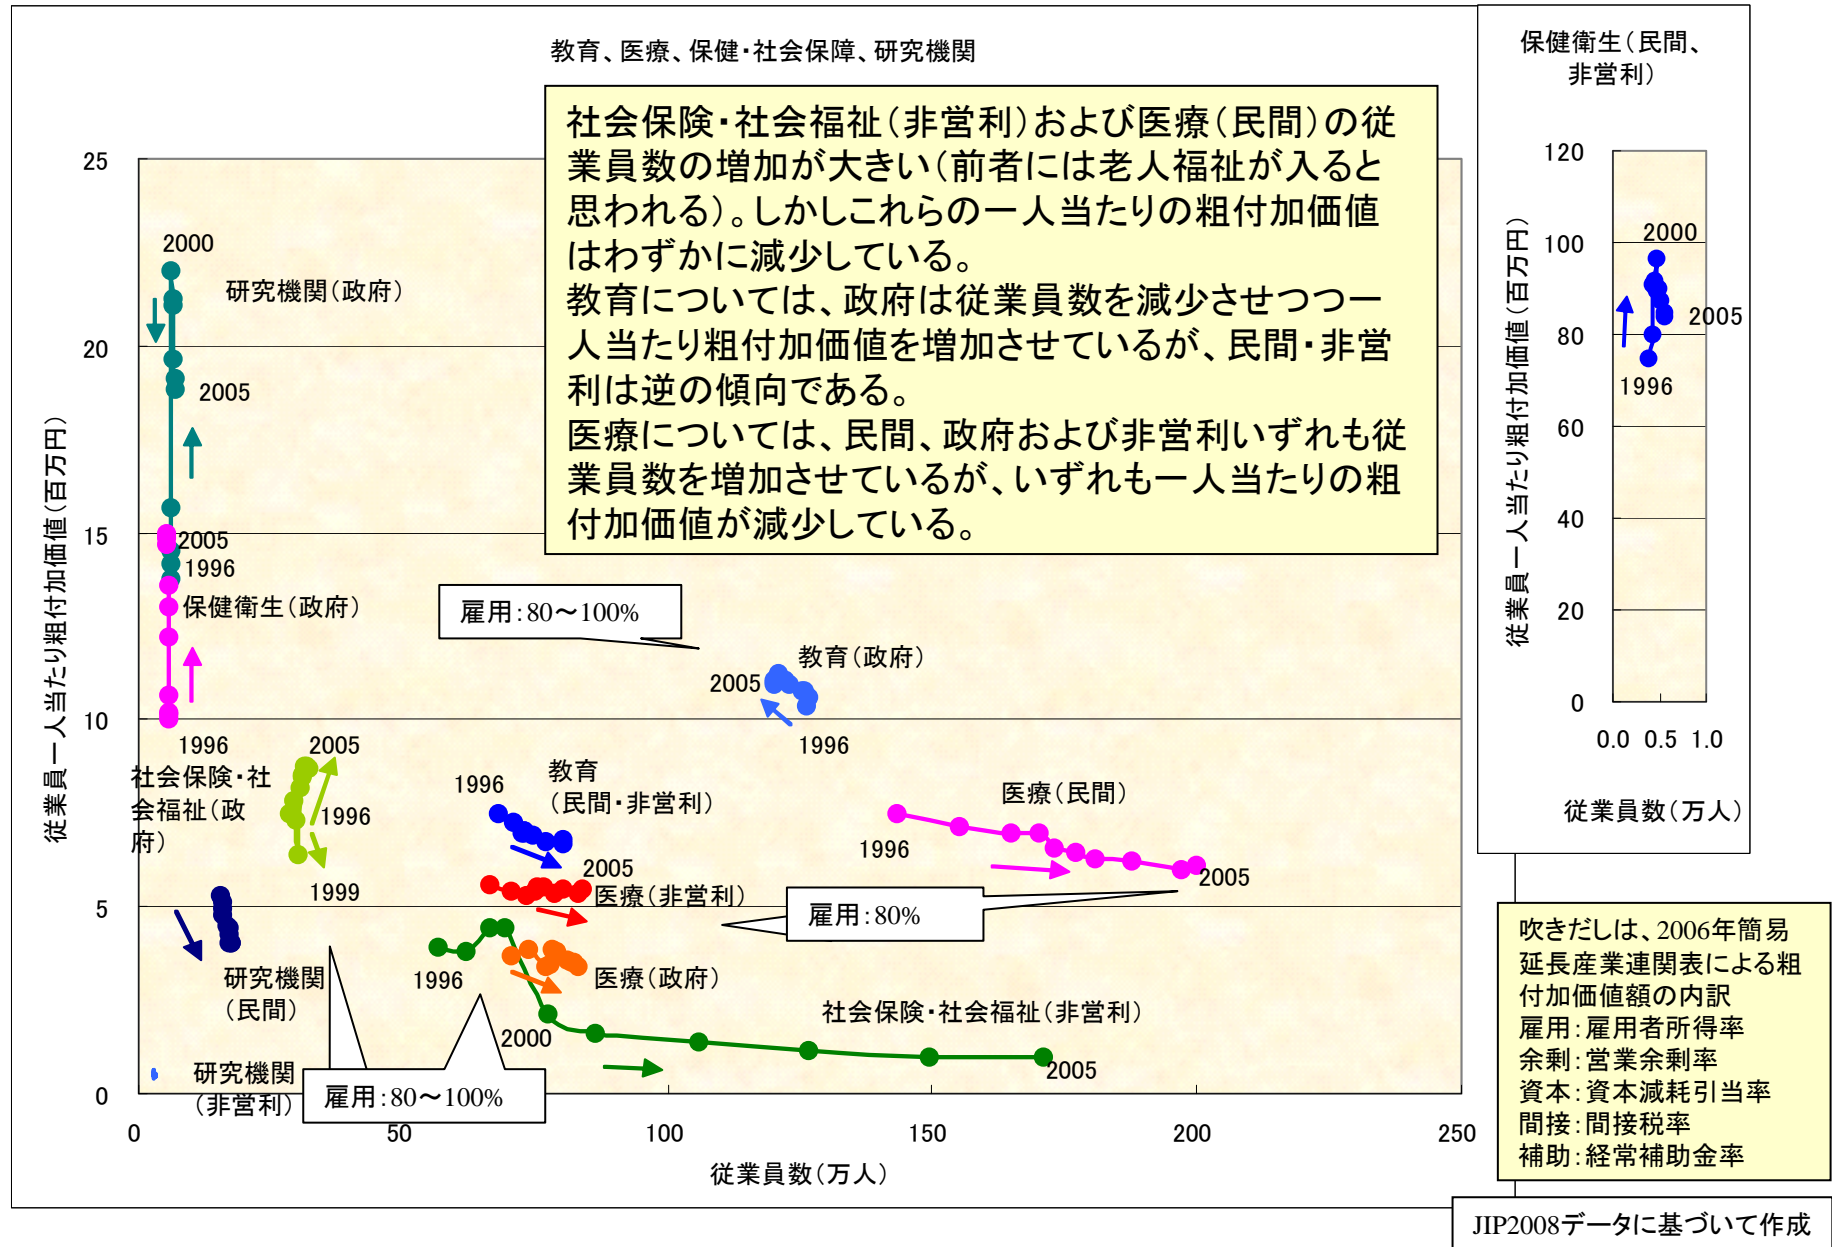 教育、医療、保健・社会保障、研究機関
社会保険・社会福祉（非営利）および医療（民間）の従
業員数の増加が大きい（前者には老人福祉が入ると
思われる）。しかしこれらの一人当たりの粗付加価値
はわずかに減少している。
教育については、政府は従業員数を減少させつつ一
人当たり粗付加価値を増加させているが、民間・非営
利は逆の傾向である。
医療については、民間、政府および非営利いずれも従
業員数を増加させているが、いずれも一人当たりの粗
付加価値が減少している。
従業員一人当たり粗付加価値（百万円）
25
20
15
10
5
0
0
50
100
150
200
250
従業員数（万人）
2000
研究機関（政府）
2005
2005
1996
保健衛生（政府）
1996
社会保険・社
会福祉（政
府）
2005
1996
1999
雇用：80～100%
教育（政府）
2005
1996
1996
教育
（民間・非営利）
2005
医療（非営利）
医療（民間）
1996
2005
雇用：80%
研究機関
（民間）
1996
医療（政府）
2000
社会保険・社会福祉（非営利）
2005
研究機関
（非営利）
雇用：80～100%
保健衛生（民間、
非営利）
従業員一人当たり粗付加価値（百万円）
120
100
80
60
40
20
0
2000
2005
1996
0.0
0.5
1.0
従業員数（万人）
吹きだしは、2006年簡易
延長産業連関表による粗
付加価値額の内訳
雇用：雇用者所得率
余剰：営業余剰率
資本：資本減耗引当率
間接：間接税率
補助：経常補助金率
JIP2008データに基づいて作成